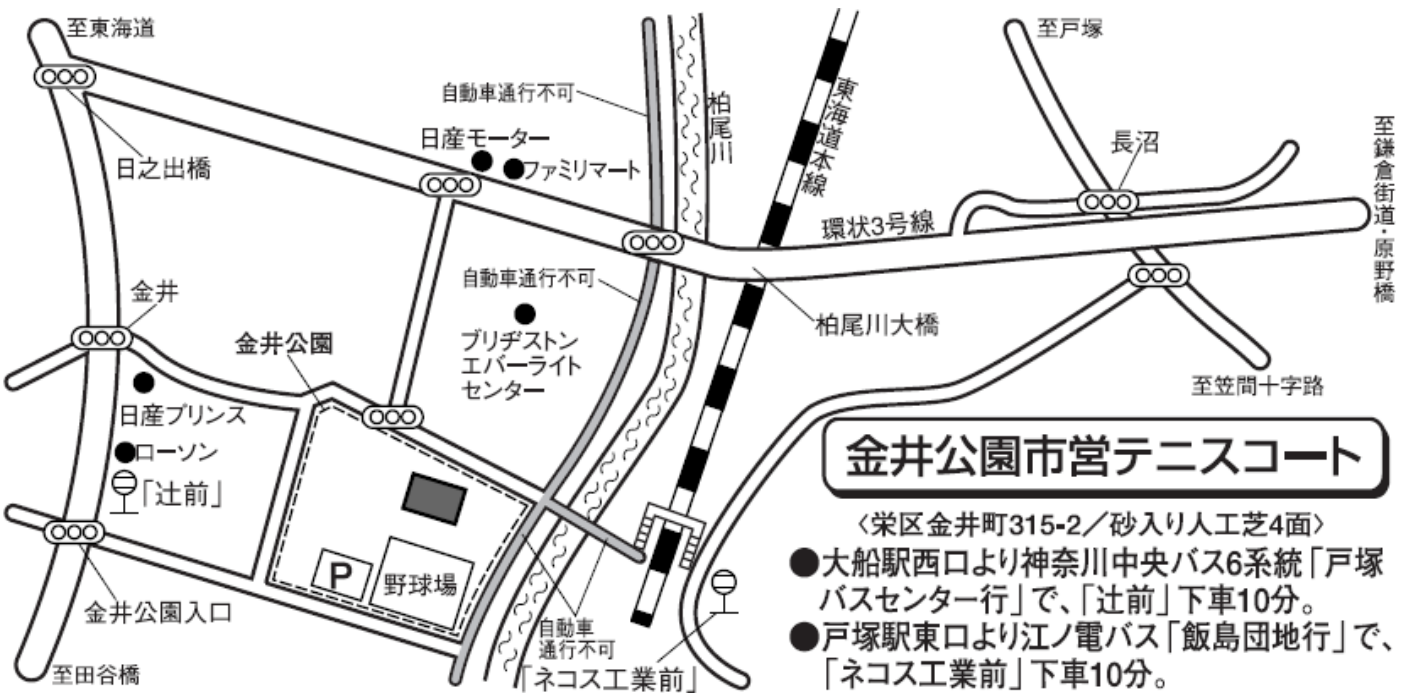 至東海道
日之出橋
自動車通行不可
日産モーター
ファミリマート
柏尾川
東海道本線
至戸塚
長沼
至鎌倉街道・原野橋
環状3号線
柏尾川大橋
至笠間十字路
自動車通行不可
ブリヂストン
エバーライト
センター
金井
金井公園
日産プリンス
ローソン
「辻前」
金井公園入口
至田谷橋
P
野球場
自動車
通行不可
「ネコス工業前」
金井公園市営テニスコート
〈栄区金井町315-2／砂入り人工芝4面〉
●大船駅西口より神奈川中央バス6系統「戸塚
バスセンター行」で、「辻前」下車10分。
●戸塚駅東口より江ノ電バス「飯島団地行」で、
「ネコス工業前」下車10分。